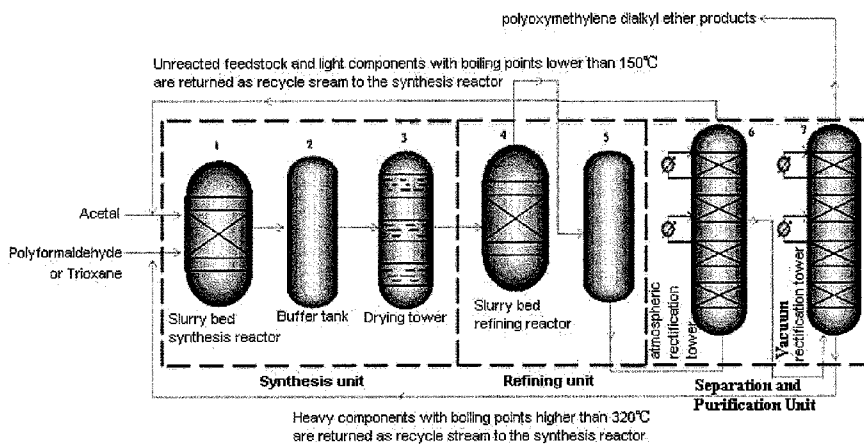 polyoxymethylene dialkyl ether products
Unreacted feedstock and light components with boiling points lower than 150℃
are returned as recycle sream to the synthesis reactor
1
2
3
4
5
6
7
Acetal
Polyformaldehyde
or Trioxane
Slurry bed
synthesis reactor
Buffer tank
Drying tower
Slurry bed
refining reactor
atmospheric
rectification
tower
Vacuum
rectification tower
Synthesis unit
Refining unit
Separation and
Purification Unit
Heavy components with boiling points higher than 320℃
are returned as recycle stream to the synthesis reactor